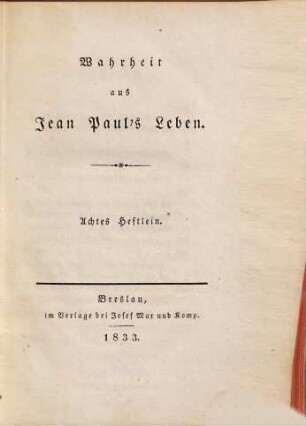 Wahrheit
aus
Jean Paul's Leben.
Achtes Heftlein.
Breslau,
im Verlage bei Josef Max und Komp.
1833.